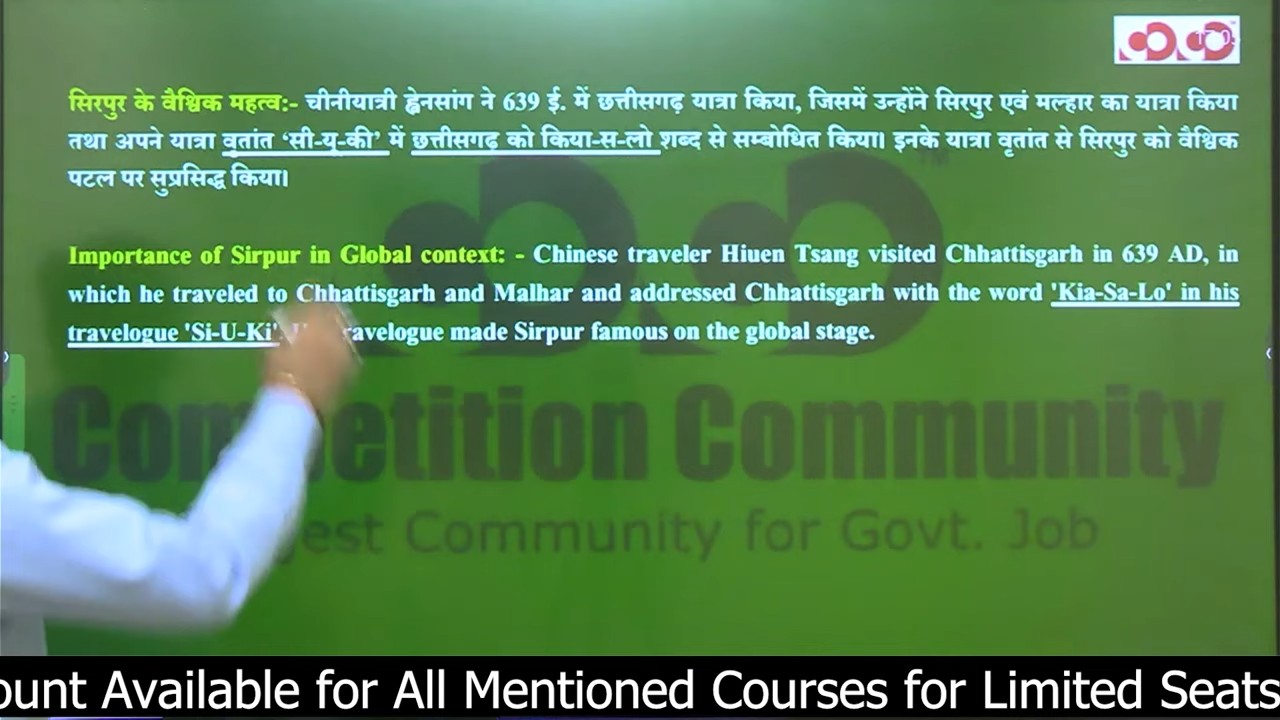 17:05
सिरपुर के वैश्विक महत्व:- चीनीयात्री ह्वेनसांग ने 639 ई. में छत्तीसगढ़ यात्रा किया, जिसमें उन्होंने सिरपुर एवं मल्हार का यात्रा किया
तथा अपने यात्रा वृतांत ‘सी-यू-की’ में छत्तीसगढ़ को किया-स-लो शब्द से सम्बोधित किया। इनके यात्रा वृतांत से सिरपुर को वैश्विक
पटल पर सुप्रसिद्ध किया।
Importance of Sirpur in Global context: - Chinese traveler Hiuen Tsang visited Chhattisgarh in 639 AD, in
which he traveled to Chhattisgarh and Malhar and addressed Chhattisgarh with the word 'Kia-Sa-Lo' in his
travelogue 'Si-U-Ki' travelogue made Sirpur famous on the global stage.
Competition Community
Community for Govt. Job
ount Available for All Mentioned Courses for Limited Seats